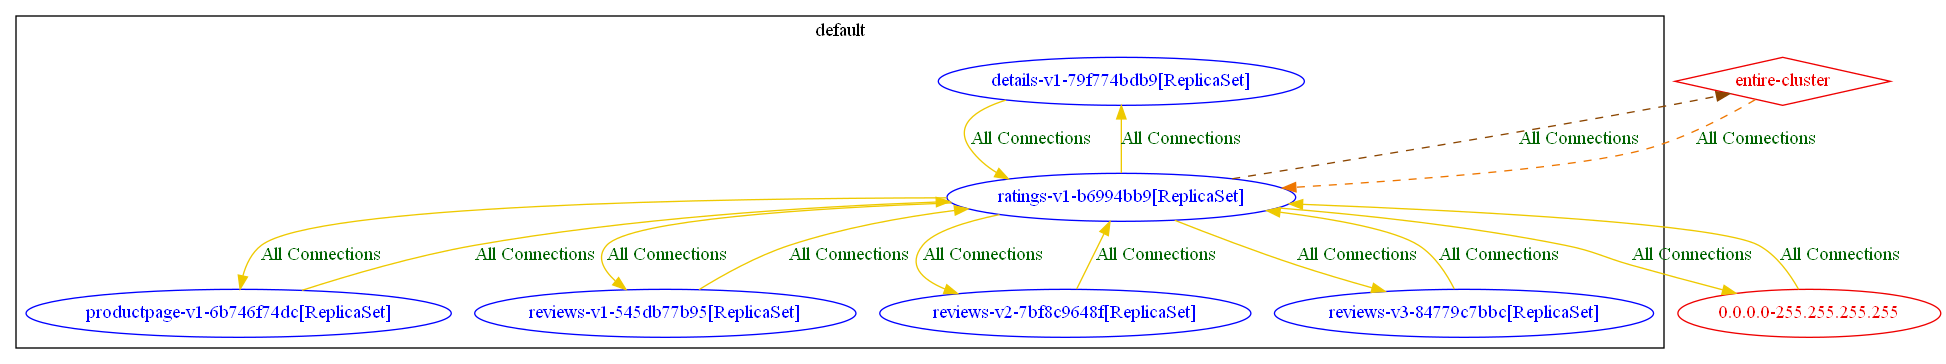 default
details-v1-79f774bdb9[ReplicaSet]
entire-cluster
All Connections
All Connections
All Connections
All Connections
ratings-v1-b6994bb9[ReplicaSet]
All Connections
All Connections
All Connections
All Connections
All Connections
All Connections
All Connections
All Connections
All Connections
All Connections
productpage-v1-6b746f74dc[ReplicaSet]
reviews-v1-545db77b95[ReplicaSet]
reviews-v2-7bf8c9648f[ReplicaSet]
reviews-v3-84779c7bbc[ReplicaSet]
0.0.0.0-255.255.255.255